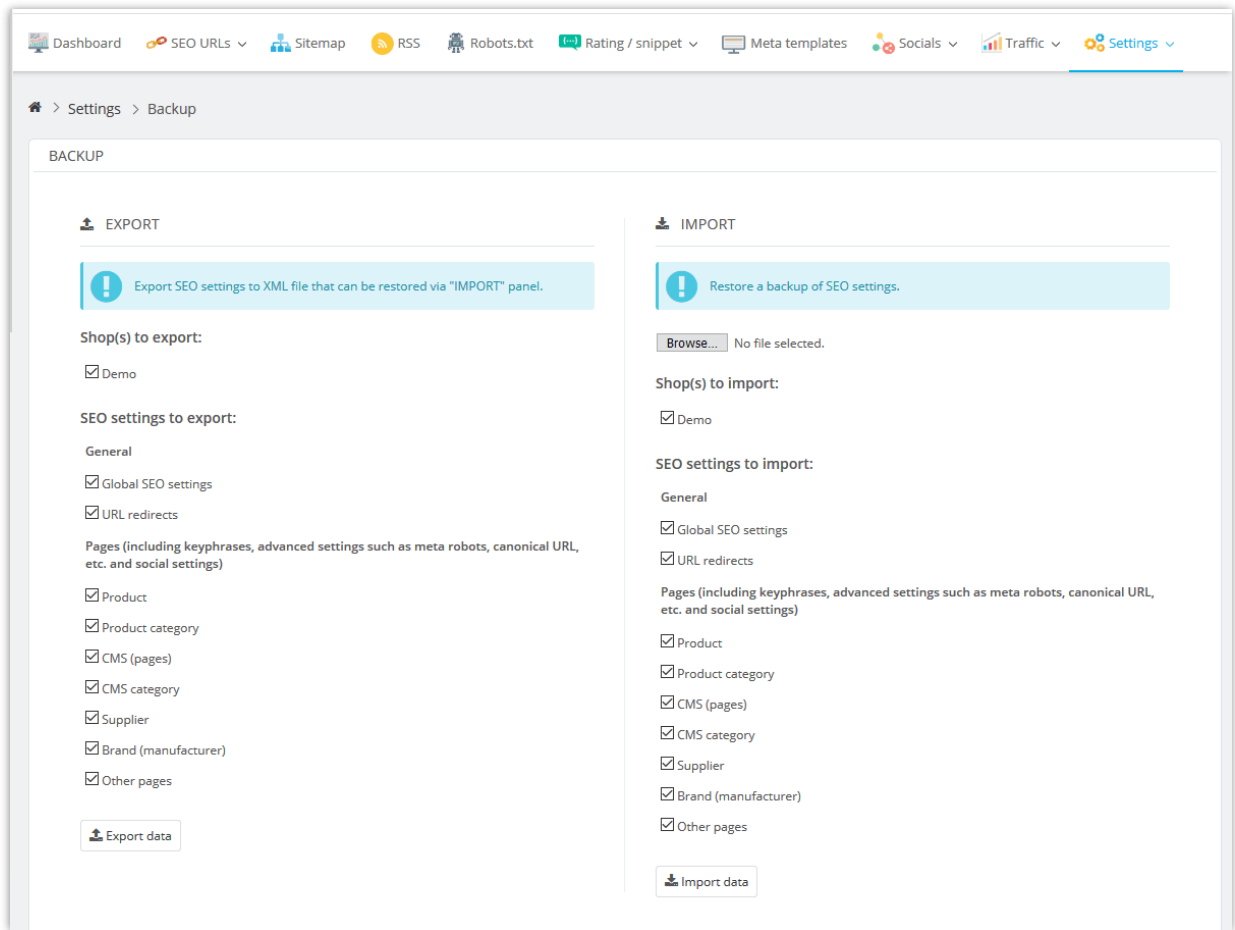 Dashboard SEO URLs Sitemap RSS Robots.txt Rating / snippet Meta templates Socials Traffic Settings
> Settings > Backup
BACKUP
EXPORT
Export SEO settings to XML file that can be restored via "IMPORT" panel.
Shop(s) to export:
Demo
SEO settings to export:
General
Global SEO settings
URL redirects
Pages (including keyphrases, advanced settings such as meta robots, canonical URL,
etc. and social settings)
Product
Product category
CMS (pages)
CMS category
Supplier
Brand (manufacturer)
Other pages
Export data
IMPORT
Restore a backup of SEO settings.
Browse... No file selected.
Shop(s) to import:
Demo
SEO settings to import:
General
Global SEO settings
URL redirects
Pages (including keyphrases, advanced settings such as meta robots, canonical URL,
etc. and social settings)
Product
Product category
CMS (pages)
CMS category
Supplier
Brand (manufacturer)
Other pages
Import data